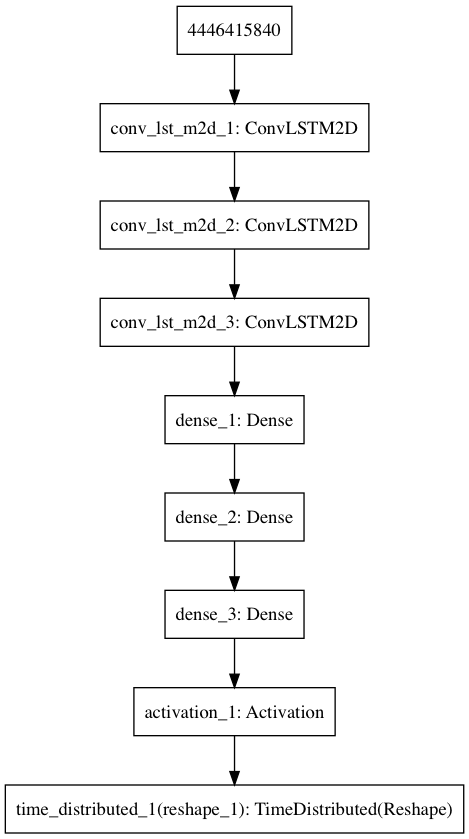 4446415840
conv_lst_m2d_1: ConvLSTM2D
conv_lst_m2d_2: ConvLSTM2D
conv_lst_m2d_3: ConvLSTM2D
dense_1: Dense
dense_2: Dense
dense_3: Dense
activation_1: Activation
time_distributed_1(reshape_1): TimeDistributed(Reshape)